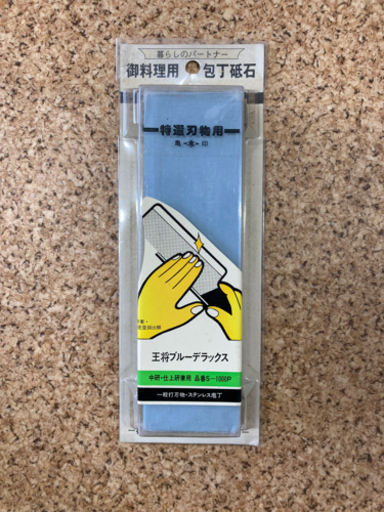 暮らしのパートナー
御料理用 包丁砥石
特選刃物用
王将ブルーデラックス
中研・仕上研兼用 品番S-1000P
一般打刃物・ステンレス庖丁